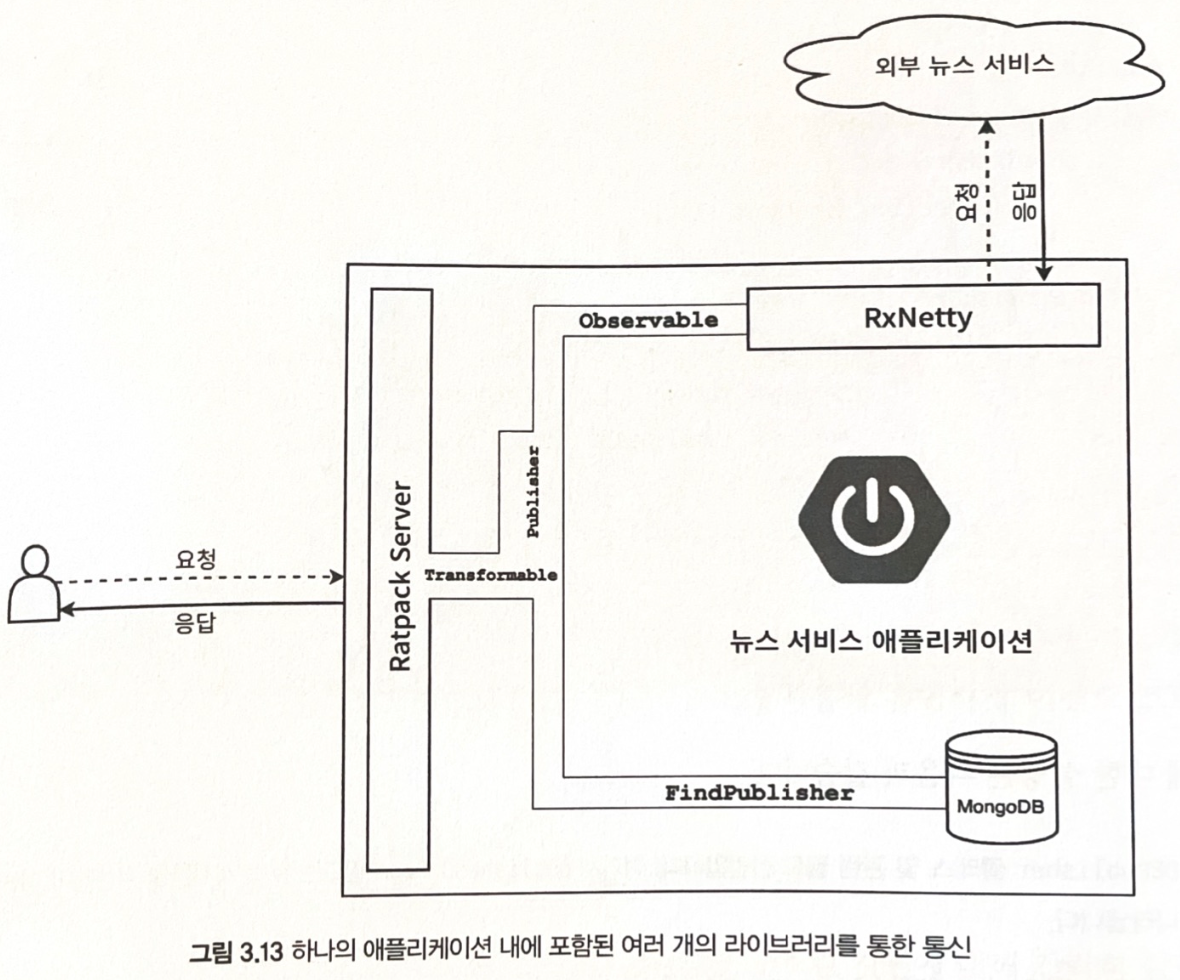 외부 뉴스 서비스
요청
응답
Observable
RxNetty
Publisher
Ratpack Server
요청
Transformable
응답
뉴스 서비스 애플리케이션
FindPublisher
MongoDB
그림 3.13 하나의 애플리케이션 내에 포함된 여러 개의 라이브러리를 통한 통신